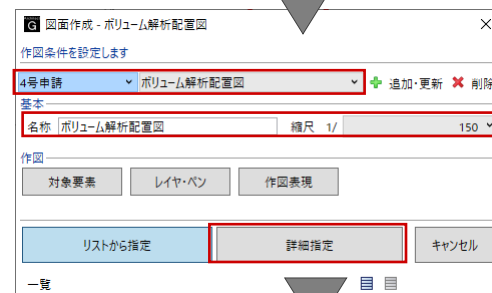 G 図面作成 - ボリューム解析配置図 ×
作図条件を設定します
4号申請 ボリューム解析配置図 追加・更新 削除
基本
名称 ボリューム解析配置図 縮尺 1/ 150
作図
対象要素 レイヤ・ペン 作図表現
リストから指定 詳細指定 キャンセル
一覧